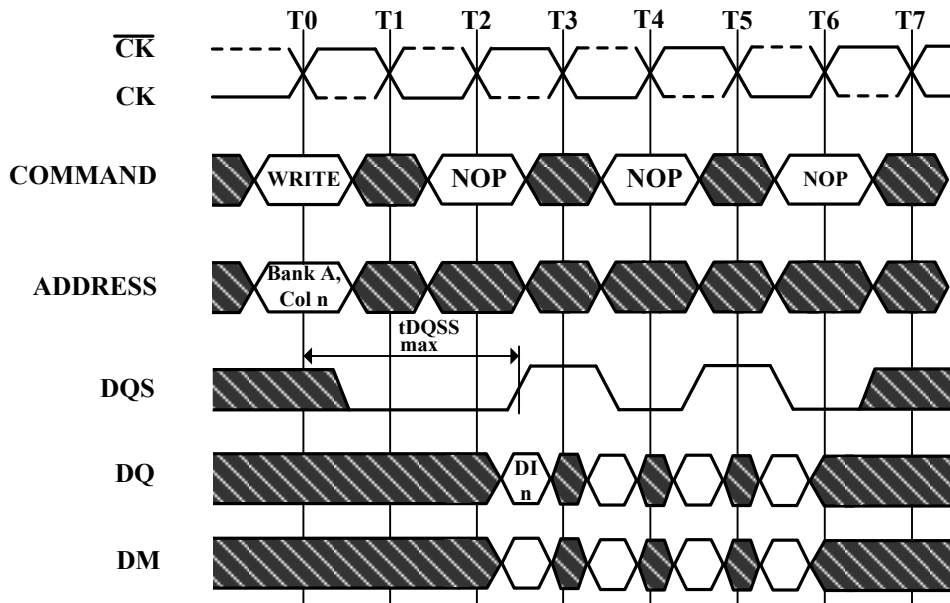 T0 T1 T2 T3 T4 T5 T6 T7
CK
CK
COMMAND
WRITE NOP NOP NOP
ADDRESS
Bank A,
Col n
tDQSS
max
DQS
DQ
DI
n
DM